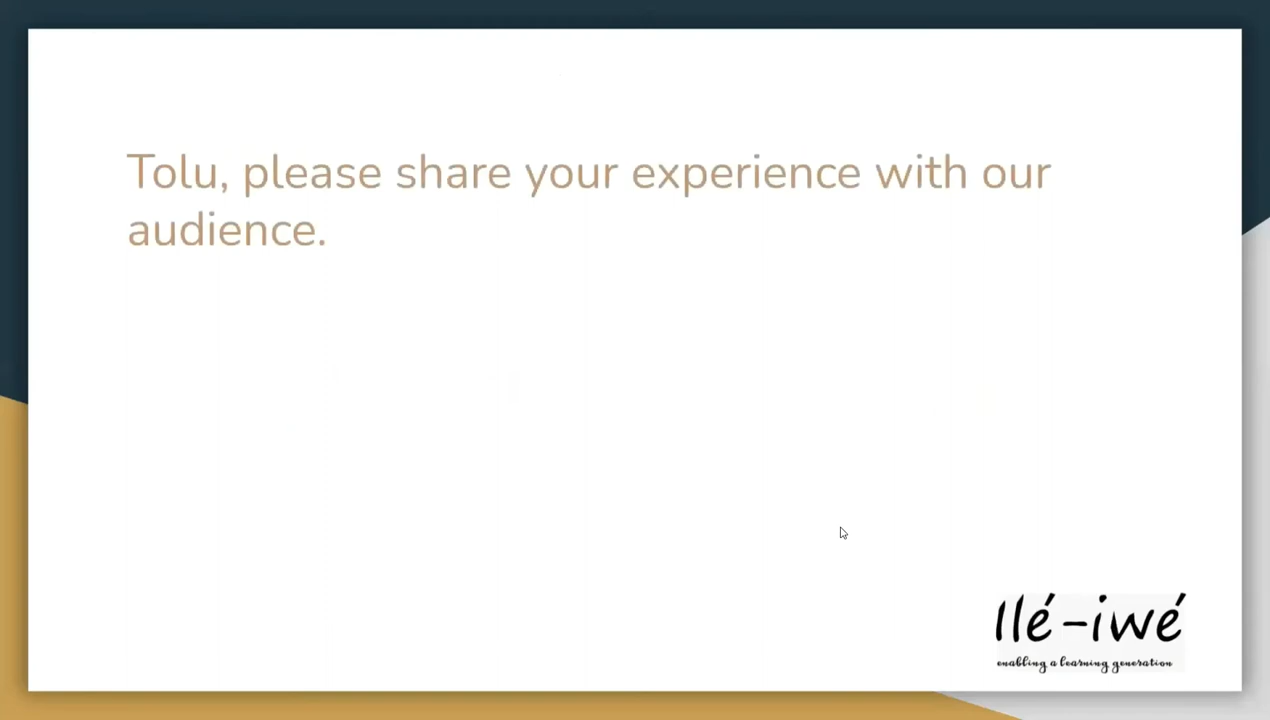 Tolu, please share your experience with our
audience.
Ilé-iwé
enabling a learning generation